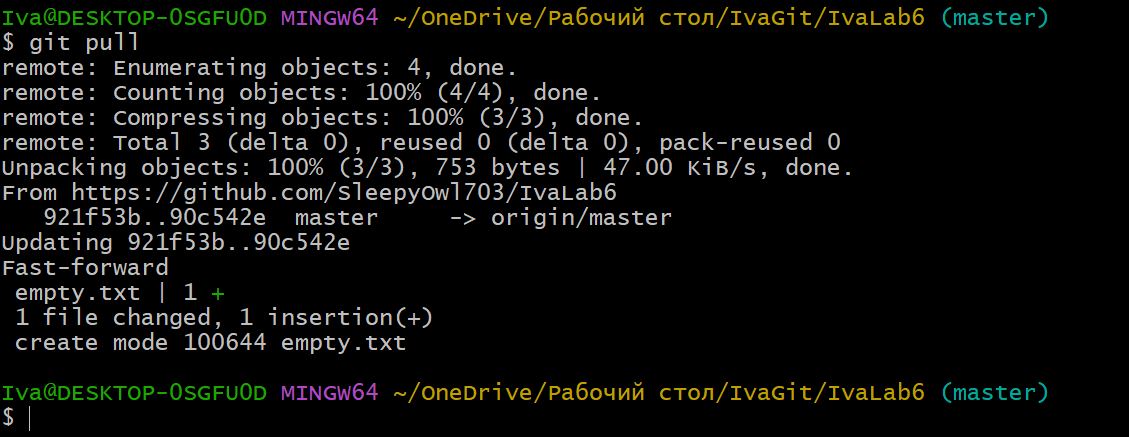 Iva@DESKTOP-0SGFU0D MINGW64 ~/OneDrive/Рабочий стол/IvaGit/IvaLab6 (master)
$ git pull
remote: Enumerating objects: 4, done.
remote: Counting objects: 100% (4/4), done.
remote: Compressing objects: 100% (3/3), done.
remote: Total 3 (delta 0), reused 0 (delta 0), pack-reused 0
Unpacking objects: 100% (3/3), 753 bytes | 47.00 KiB/s, done.
From https://github.com/SleepyOwl703/IvaLab6
   921f53b..90c542e  master     -> origin/master
Updating 921f53b..90c542e
Fast-forward
 empty.txt | 1 +
 1 file changed, 1 insertion(+)
 create mode 100644 empty.txt
Iva@DESKTOP-0SGFU0D MINGW64 ~/OneDrive/Рабочий стол/IvaGit/IvaLab6 (master)
$